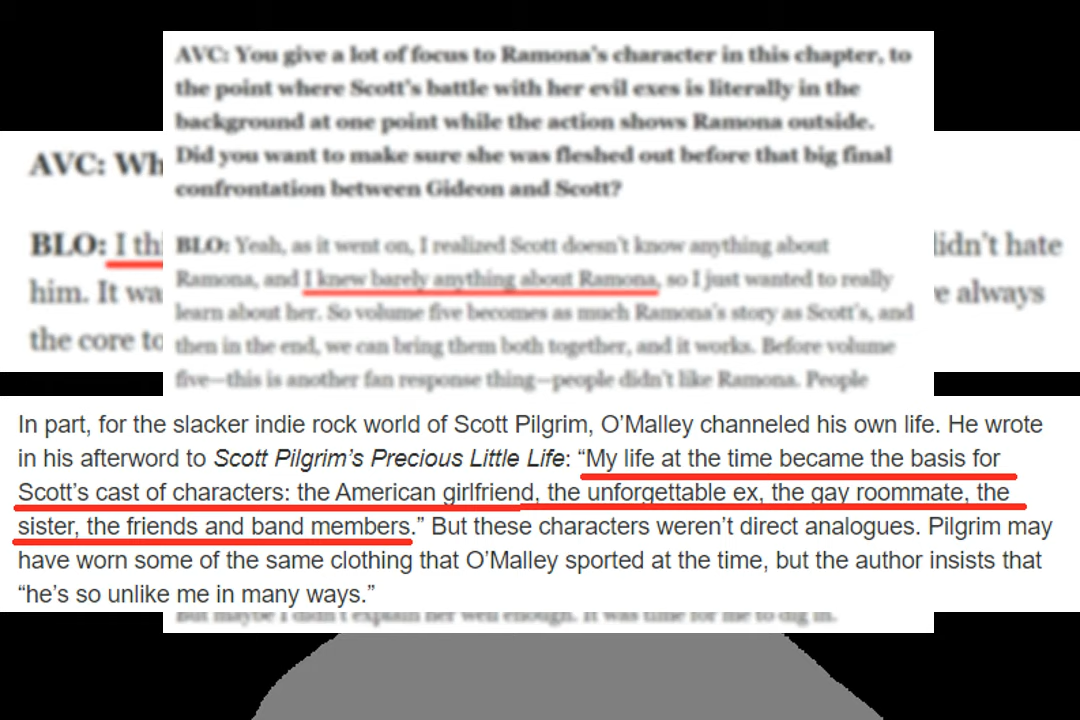 AVC: You give a lot of focus to Ramona's character in this chapter, to
the point where Scott's battle with her evil exes is literally in the
background at one point while the action shows Ramona outside.
Did you want to make sure she was fleshed out before that big final
confrontation between Gideon and Scott?
BLO: Yeah, as it went on, I realized Scott doesn't know anything about
Ramona, and I knew barely anything about Ramona, so I just wanted to really
learn about her. So volume five becomes as much Ramona's story as Scott's, and
then in the end, we can bring them both together, and it works. Before volume
five—this is another fan response thing—people didn't like Ramona. People
AVC: Wh
BLO: I thi
didn't hate
him. It wa
e always
the core to
In part, for the slacker indie rock world of Scott Pilgrim, O'Malley channeled his own life. He wrote
in his afterword to Scott Pilgrim's Precious Little Life: “My life at the time became the basis for
Scott's cast of characters: the American girlfriend, the unforgettable ex, the gay roommate, the
sister, the friends and band members.” But these characters weren't direct analogues. Pilgrim may
have worn some of the same clothing that O'Malley sported at the time, but the author insists that
“he's so unlike me in many ways.”
But maybe I didn't explain her well enough. It was time for me to dig in.